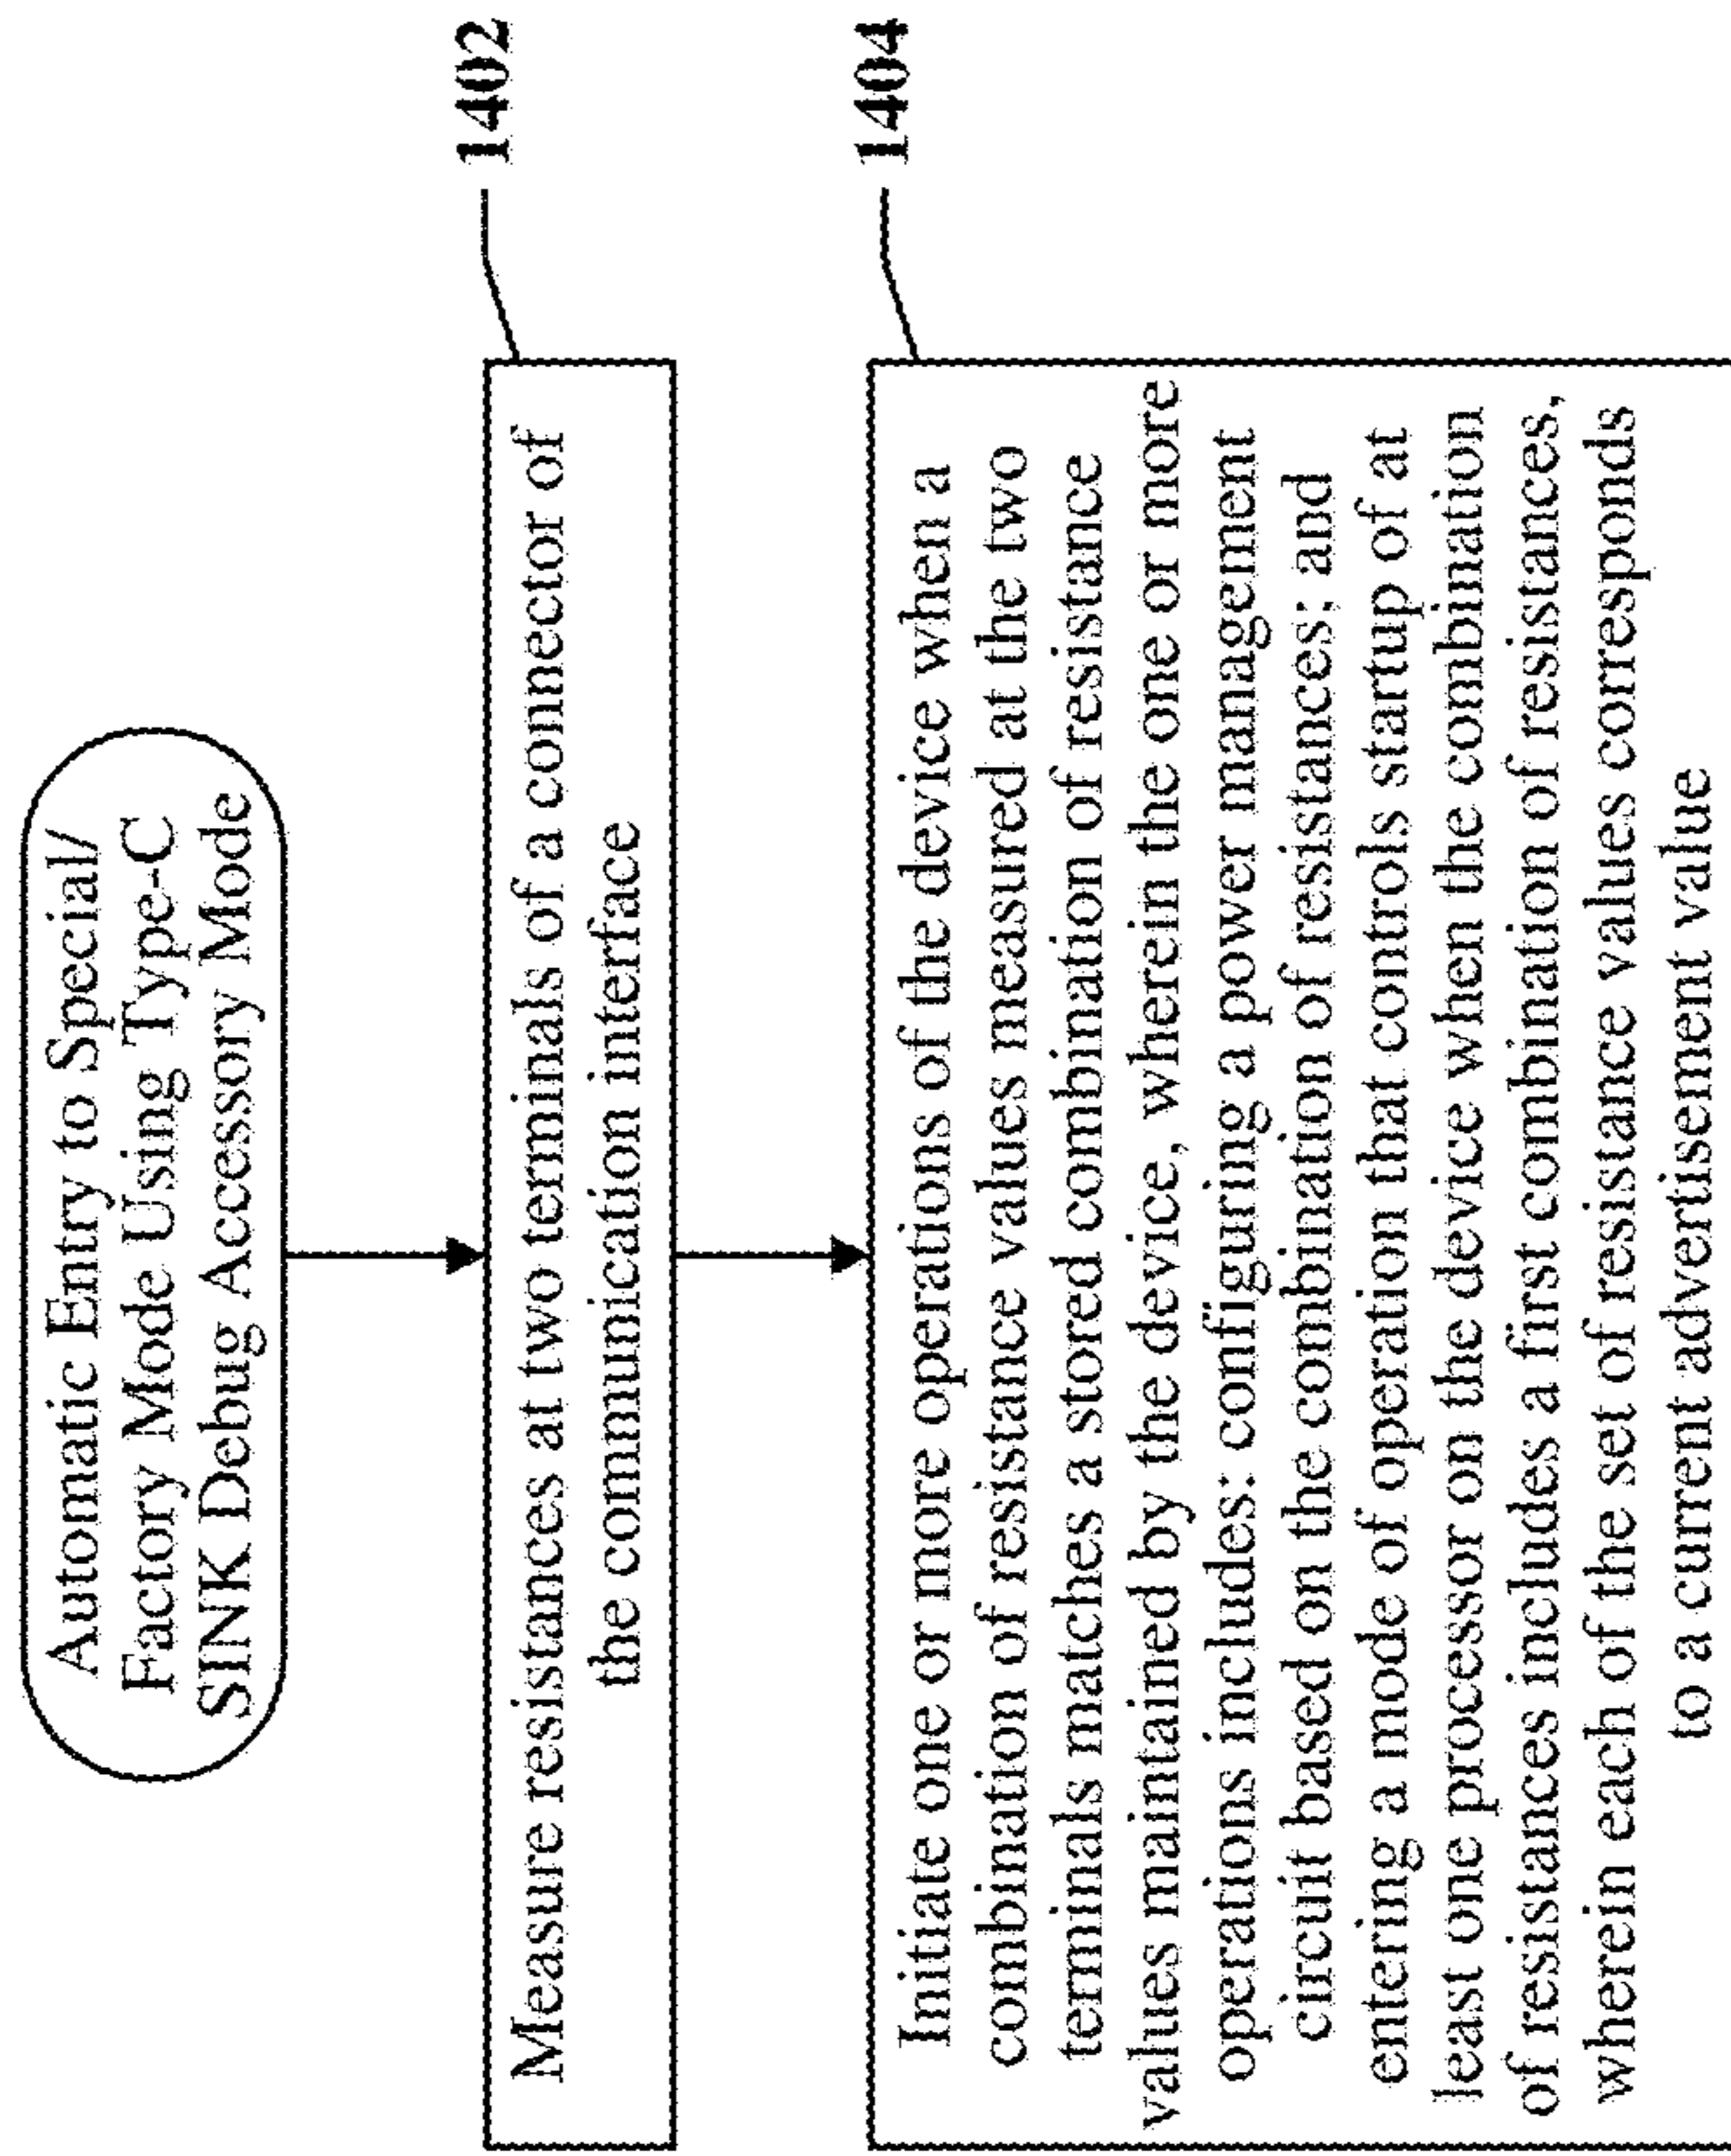 Automatic Entry to Special/
Factory Mode Using Type-C
SINK Debug Accessory Mode
1402
Measure resistances at two terminals of a connector of
the communication interface
1404
Initiate one or more operations of the device when a
combination of resistance values measured at the two
terminals matches a stored combination of resistance
values maintained by the device, wherein the one or more
operations includes: configuring a power management
circuit based on the combination of resistances; and
entering a mode of operation that controls startup of at
least one processor on the device when the combination
of resistances includes a first combination of resistances,
wherein each of the set of resistance values corresponds
to a current advertisement value